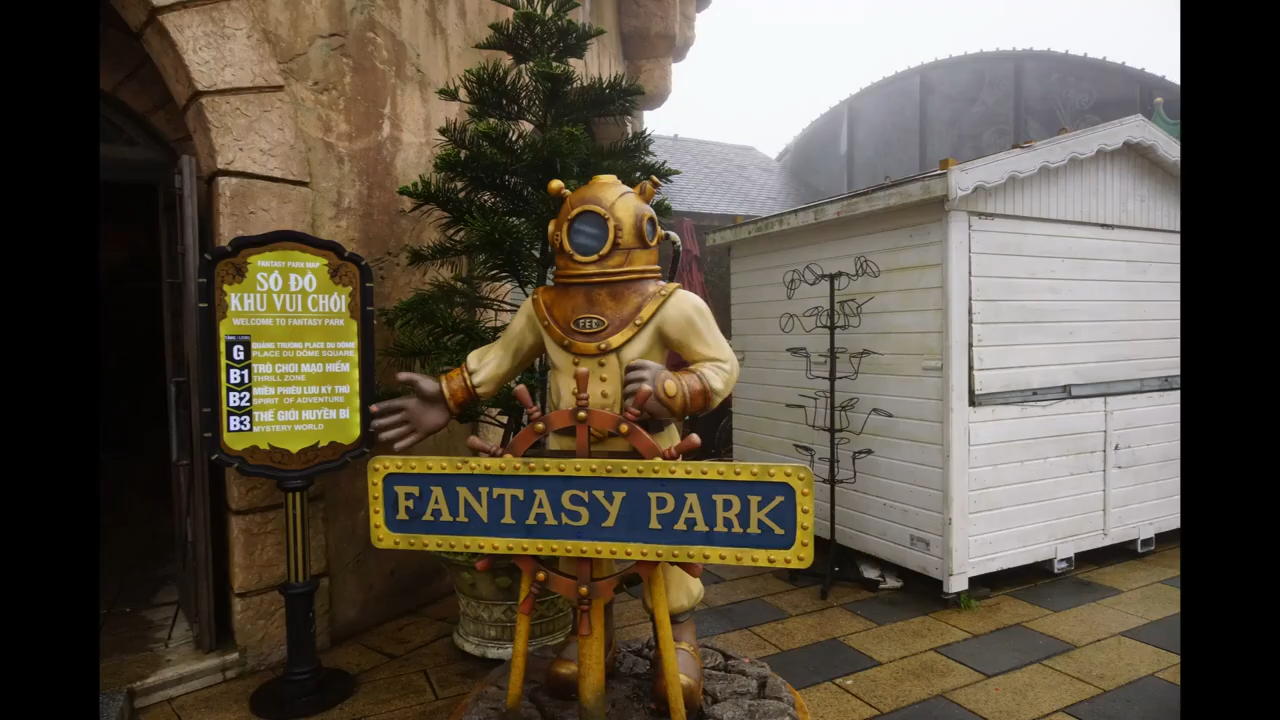 FANTASY PARK MAP
SƠ ĐỒ
KHU VUI CHƠI
WELCOME TO FANTASY PARK
G
QUẢNG TRƯỜNG PLACE DU DÔME
PLACE DU DÔME SQUARE
B1
TRÒ CHƠI MẠO HIỂM
THRILL ZONE
B2
MIỀN PHIÊU LƯU KỲ THÚ
SPIRIT OF ADVENTURE
B3
THẾ GIỚI HUYỀN BÍ
MYSTERY WORLD
FANTASY PARK